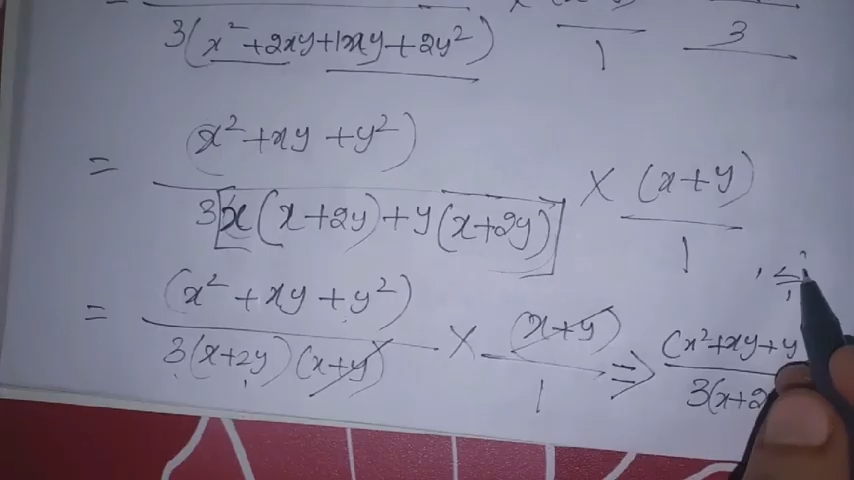 =
3(x²+2xy+1xy+2y²) 1 3
= (x²+xy+y²) / 3[x(x+2y)+y(x+2y)] × (x+y) / 1
= (x²+xy+y²) / 3(x+2y)(x+y) × (x+y) / 1 => (x²+xy+y / 3(x+2